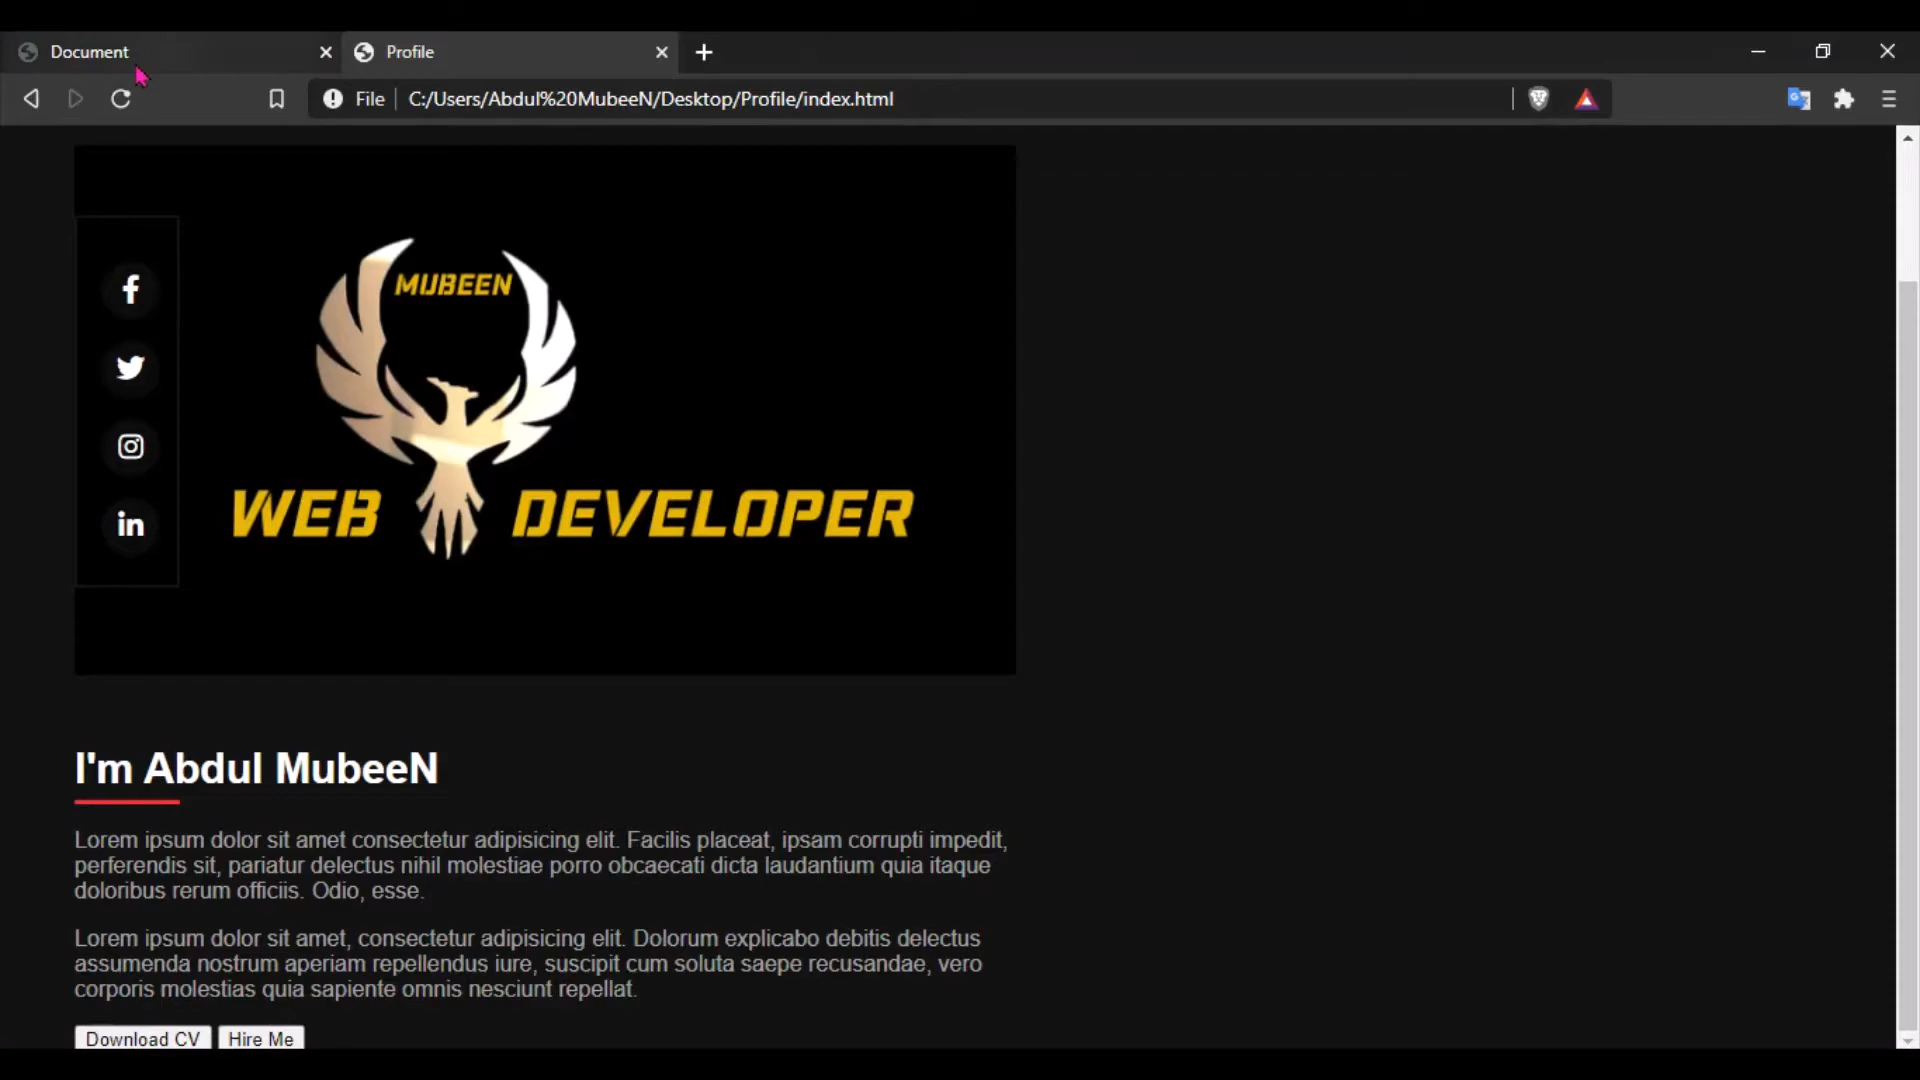 Document
Profile
File
C:/Users/Abdul%20MubeeN/Desktop/Profile/index.html
MUBEEN
WEB DEVELOPER
I'm Abdul MubeeN
Lorem ipsum dolor sit amet consectetur adipisicing elit. Facilis placeat, ipsam corrupti impedit,
perferendis sit, pariatur delectus nihil molestiae porro obcaecati dicta laudantium quia itaque
doloribus rerum officiis. Odio, esse.
Lorem ipsum dolor sit amet, consectetur adipisicing elit. Dolorum explicabo debitis delectus
assumenda nostrum aperiam repellendus iure, suscipit cum soluta saepe recusandae, vero
corporis molestias quia sapiente omnis nesciunt repellat.
Download CV Hire Me